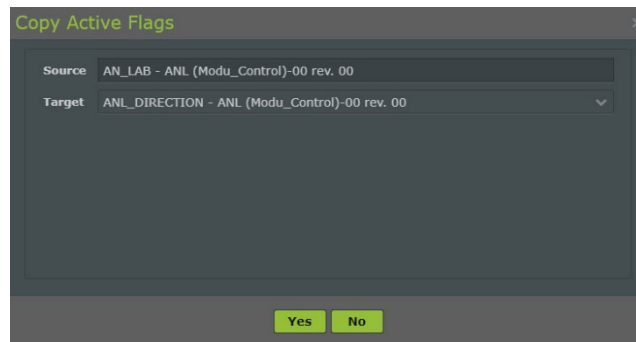 Copy Active Flags
Source AN_LAB - ANL (Modu_Control)-00 rev. 00
Target ANL_DIRECTION - ANL (Modu_Control)-00 rev. 00
Yes No